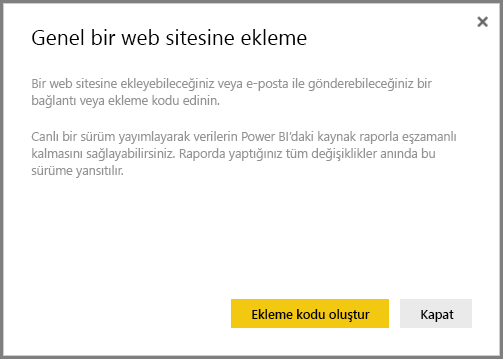 Genel bir web sitesine ekleme
Bir web sitesine ekleyebileceğiniz veya e-posta ile gönderebileceğiniz bir
bağlantı veya ekleme kodu edinin.
Canlı bir sürüm yayımlayarak verilerin Power BI'daki kaynak raporla eşzamanlı
kalmasını sağlayabilirsiniz. Raporda yaptığınız tüm değişiklikler anında bu
sürüme yansıtılır.
Ekleme kodu oluştur
Kapat